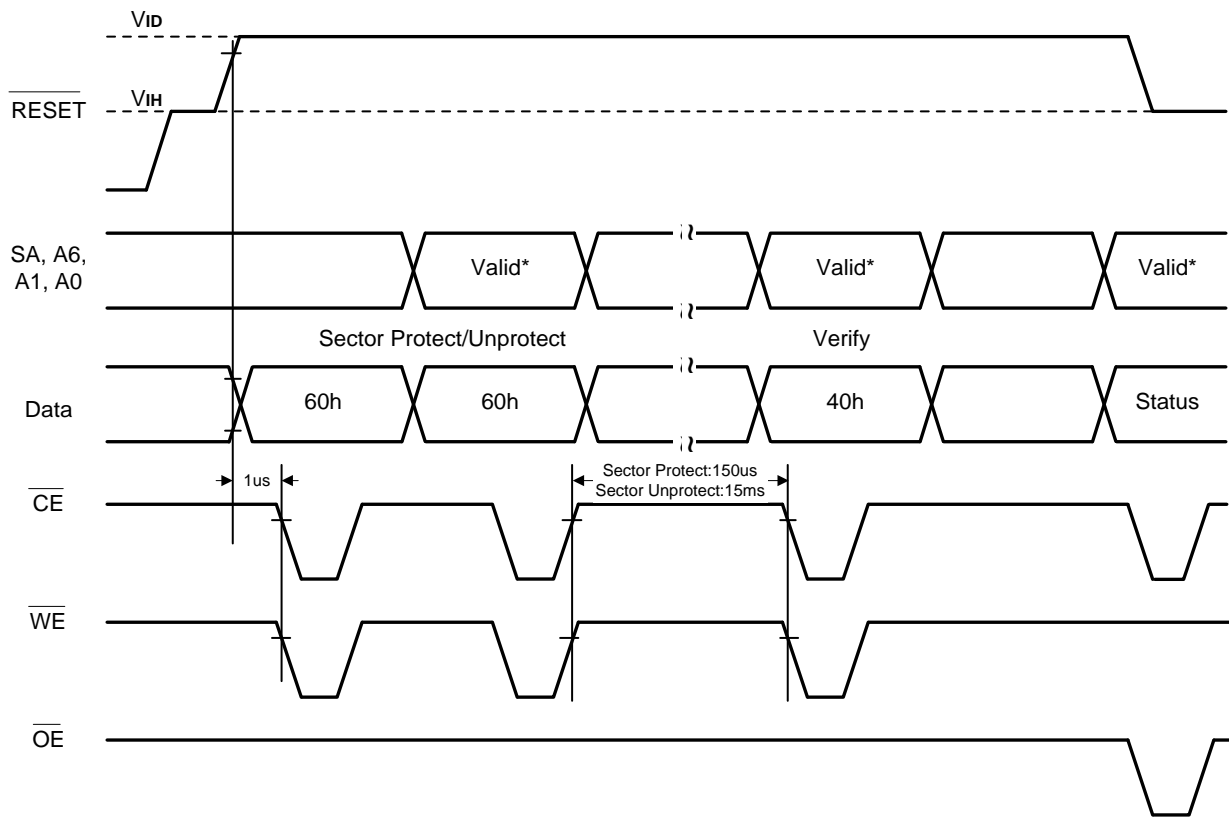 VID
VIH
RESET
SA, A6,
A1, A0
Valid*
Valid*
Valid*
Sector Protect/Unprotect
Verify
Data
60h
60h
40h
Status
1us
Sector Protect:150us
Sector Unprotect:15ms
CE
WE
OE